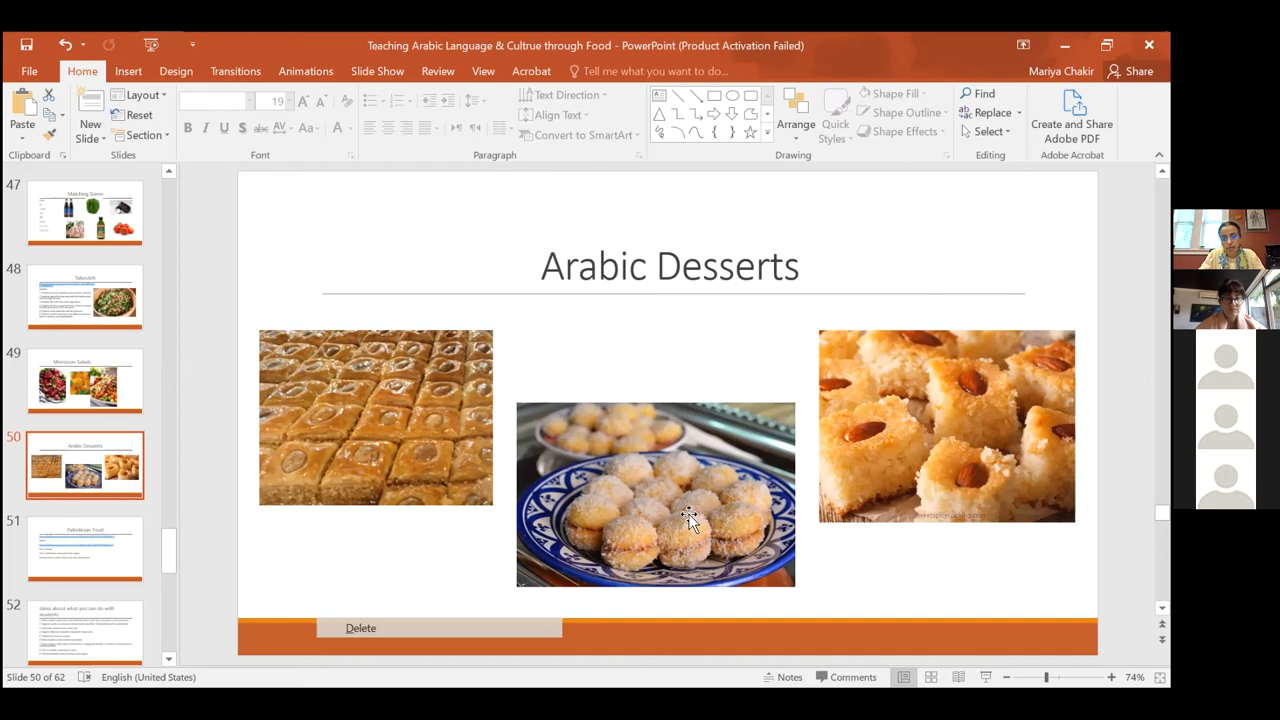 Teaching Arabic Language & Cultrue through Food - PowerPoint (Product Activation Failed)
File Home Insert Design Transitions Animations Slide Show Review View Acrobat Tell me what you want to do... Mariya Chakir Share
Paste
New Slide
Layout
Reset
Section
19
B I U S abc AV Aa A
Text Direction
Align Text
Convert to SmartArt
Arrange
Quick Styles
Shape Fill
Shape Outline
Shape Effects
Find
Replace
Select
Create and Share Adobe PDF
Clipboard Slides Font Paragraph Drawing Editing Adobe Acrobat
47
Matching Game
48
Tabouleh
49
Moroccan Salads
50
Arabic Desserts
51
Palestinian Food
52
Ideas about what you can do with students
Arabic Desserts
Delete
Slide 50 of 62 English (United States) Notes Comments 74%